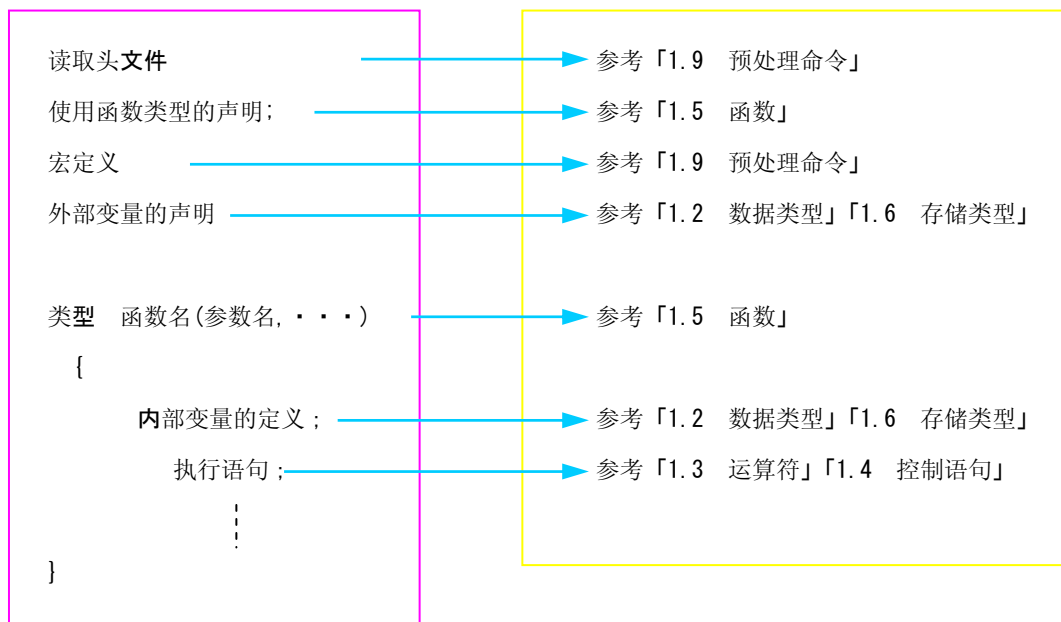 读取头文件 参考「1.9 预处理命令」
使用函数类型的声明; 参考「1.5 函数」
宏定义 参考「1.9 预处理命令」
外部变量的声明 参考「1.2 数据类型」「1.6 存储类型」
类型 函数名(参数名,・・・) 参考「1.5 函数」
{
内部变量的定义; 参考「1.2 数据类型」「1.6 存储类型」
执行语句; 参考「1.3 运算符」「1.4 控制语句」
}